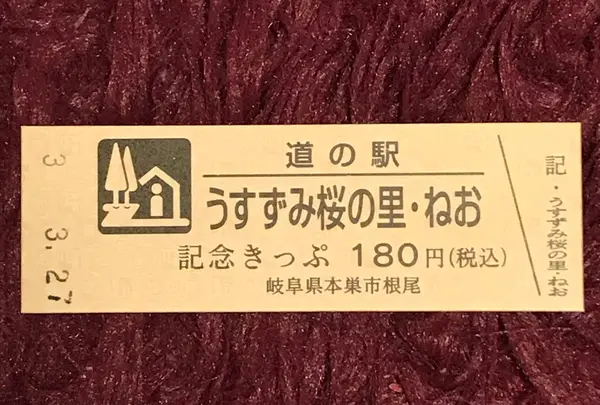 3. 3.27
道の駅
うすずみ桜の里・ねお
記念きっぷ 180円(税込)
岐阜県本巣市根尾
記・うすずみ桜の里・ねお